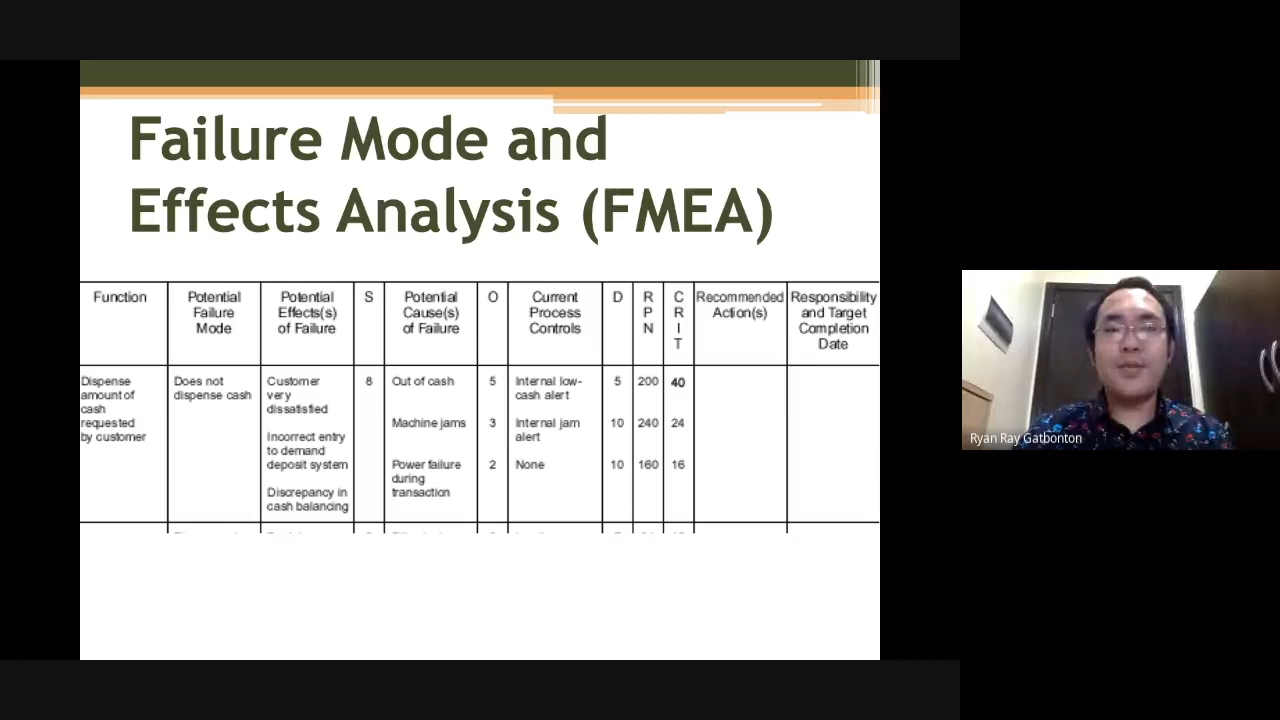 Failure Mode and
Effects Analysis (FMEA)
Function
Potential
Failure
Mode
Potential
Effects(s)
of Failure
S
Potential
Cause(s)
of Failure
O
Current
Process
Controls
D
R
P
N
C
R
I
T
Recommended
Action(s)
Responsibility
and Target
Completion
Date
Dispense
amount of
cash
requested
by customer
Does not
dispense cash
Customer
very
dissatisfied
Incorrect entry
to demand
deposit system
Discrepancy in
cash balancing
8
Out of cash
5
Internal low-
cash alert
5
200
40
Machine jams
3
Internal jam
alert
10
240
24
Power failure
during
transaction
2
None
10
160
16
Ryan Ray Gatbonton